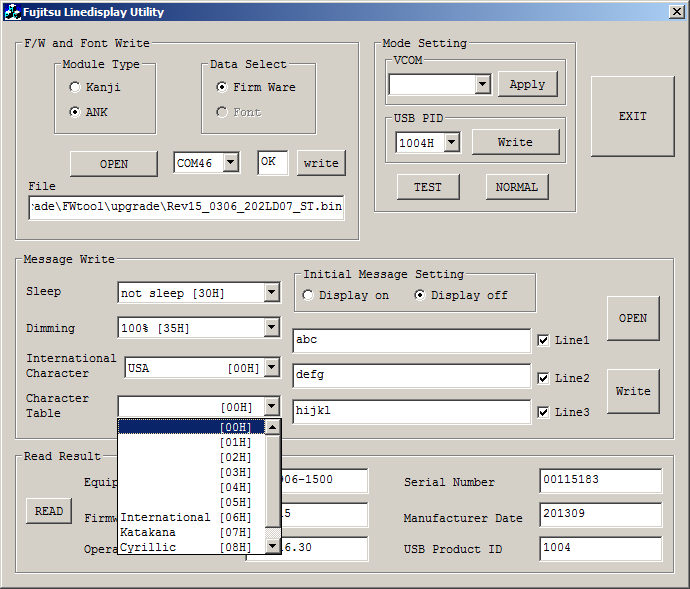 Fujitsu Linedisplay Utility
F/W and Font Write
Module Type
Kanji
ANK
Data Select
Firm Ware
Font
OPEN
COM46
OK
write
File
rade\FWtool\upgrade\Rev15_0306_202LD07_ST.bin
Mode Setting
VCOM
Apply
USB PID
1004H
Write
TEST
NORMAL
EXIT
Message Write
Sleep
not sleep [30H]
Dimming
100% [35H]
International
Character
USA [00H]
Character
Table
[00H]
[00H]
[01H]
[02H]
[03H]
[04H]
[05H]
International [06H]
Katakana [07H]
Cyrillic [08H]
Initial Message Setting
Display on
Display off
abc
Line1
defg
Line2
hijkl
Line3
OPEN
Write
Read Result
READ
Equip
906-1500
Firmw
5
Opera
6.30
Serial Number
00115183
Manufacturer Date
201309
USB Product ID
1004